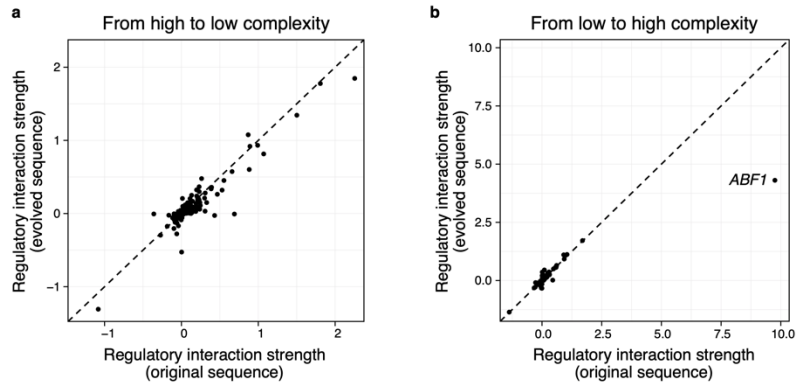 a
From high to low complexity
Regulatory interaction strength
(evolved sequence)
2
1
0
−1
−1
0
1
2
Regulatory interaction strength
(original sequence)
b
From low to high complexity
Regulatory interaction strength
(evolved sequence)
10.0
7.5
5.0
2.5
0.0
ABF1
0.0
2.5
5.0
7.5
10.0
Regulatory interaction strength
(original sequence)